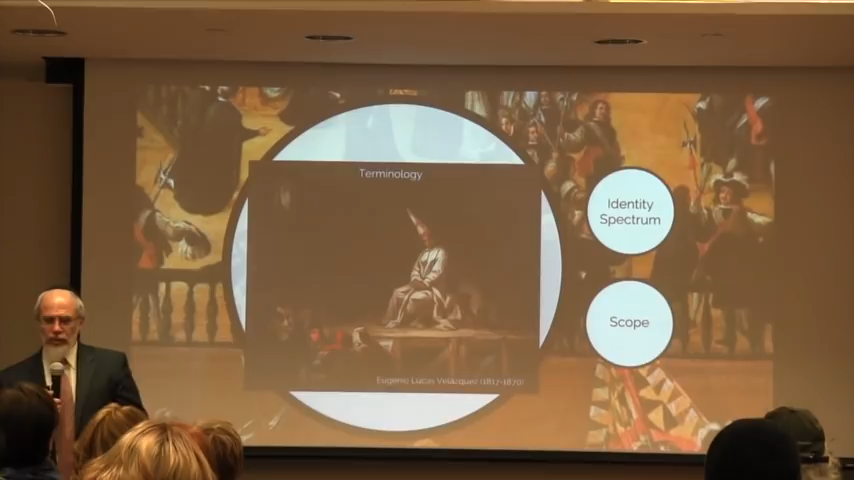 Terminology
Identity
Spectrum
Scope
Eugenio Lucas Velázquez (1817-1870)